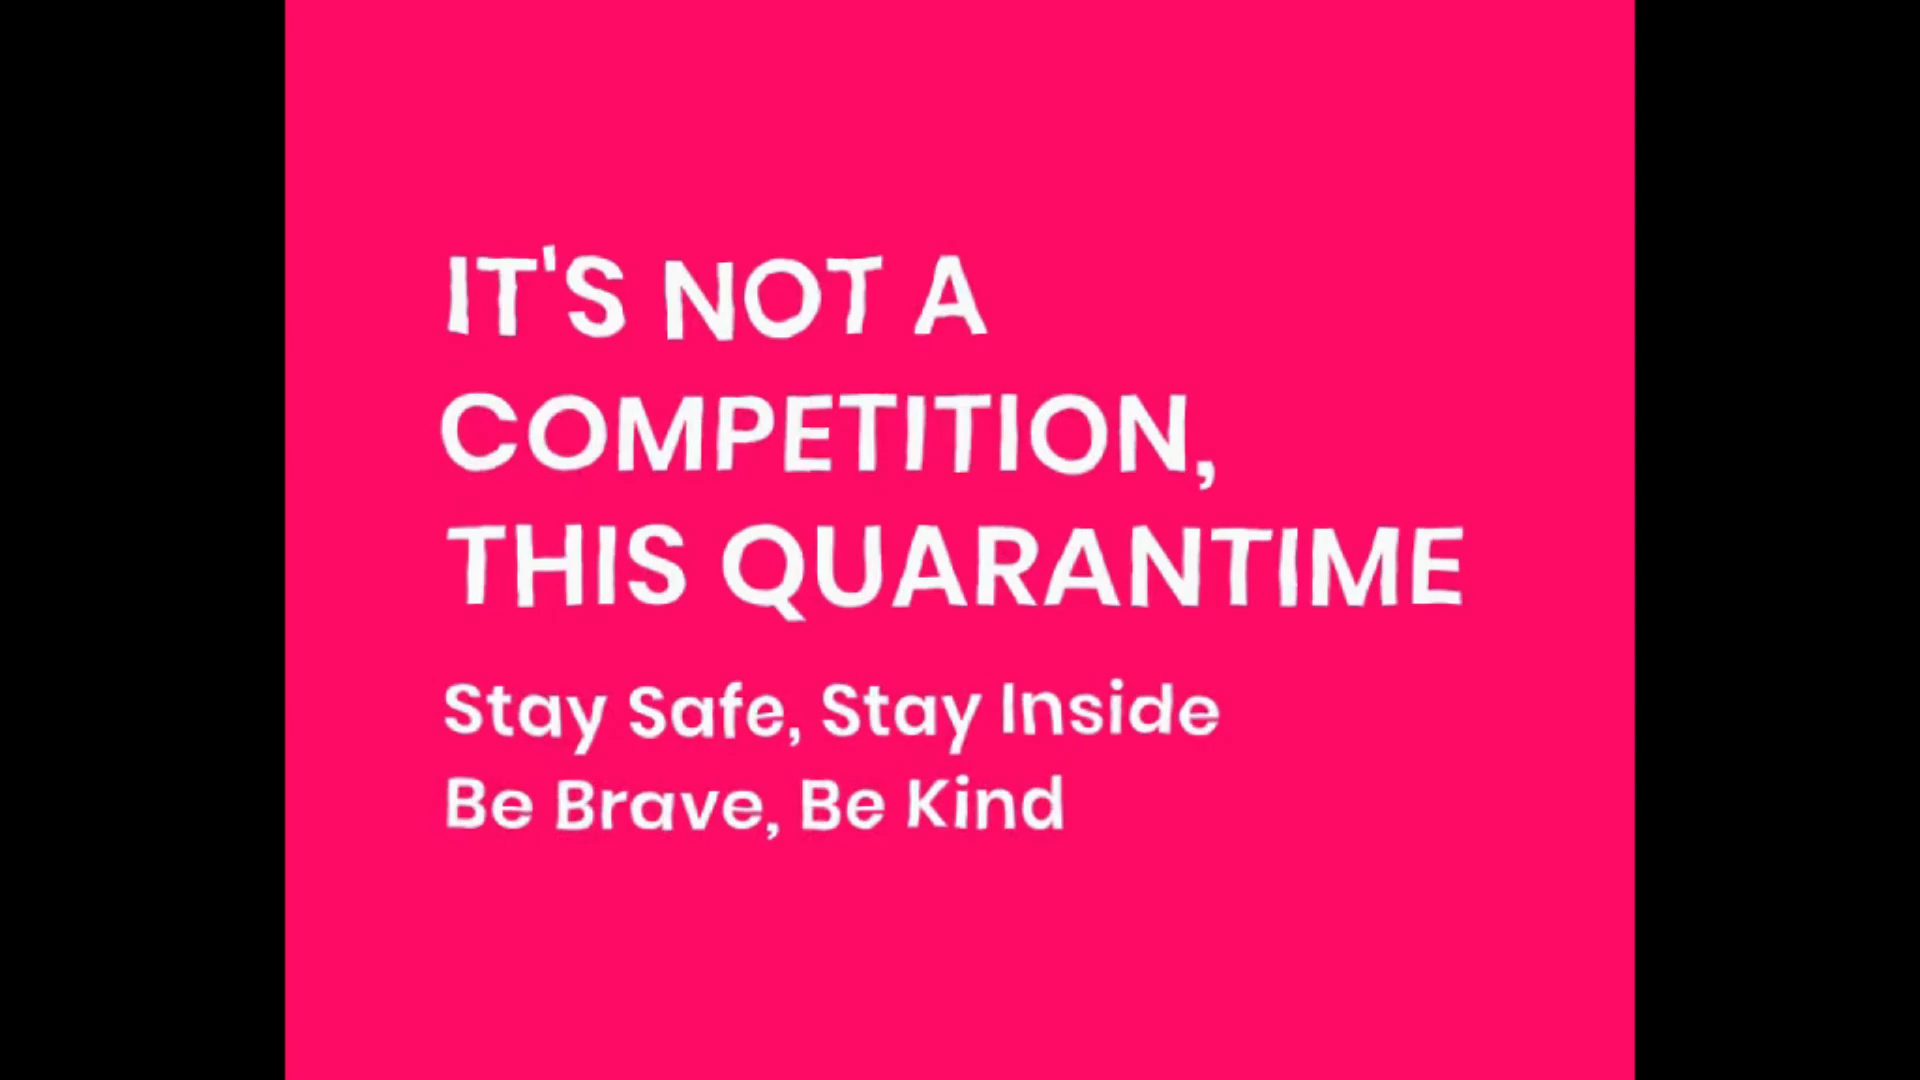 IT'S NOT A
COMPETITION,
THIS QUARANTIME
Stay Safe, Stay Inside
Be Brave, Be Kind